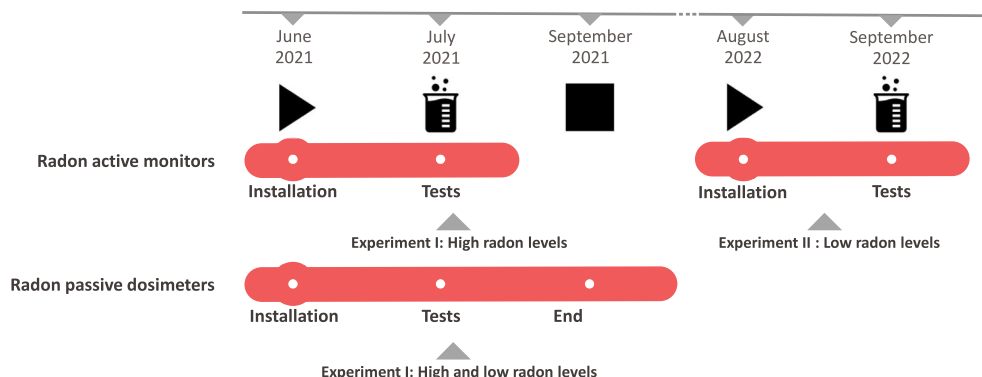 June
2021
July
2021
September
2021
August
2022
September
2022
Radon active monitors
Installation
Tests
Installation
Tests
Experiment I: High radon levels
Experiment II : Low radon levels
Radon passive dosimeters
Installation
Tests
End
Experiment I: High and low radon levels